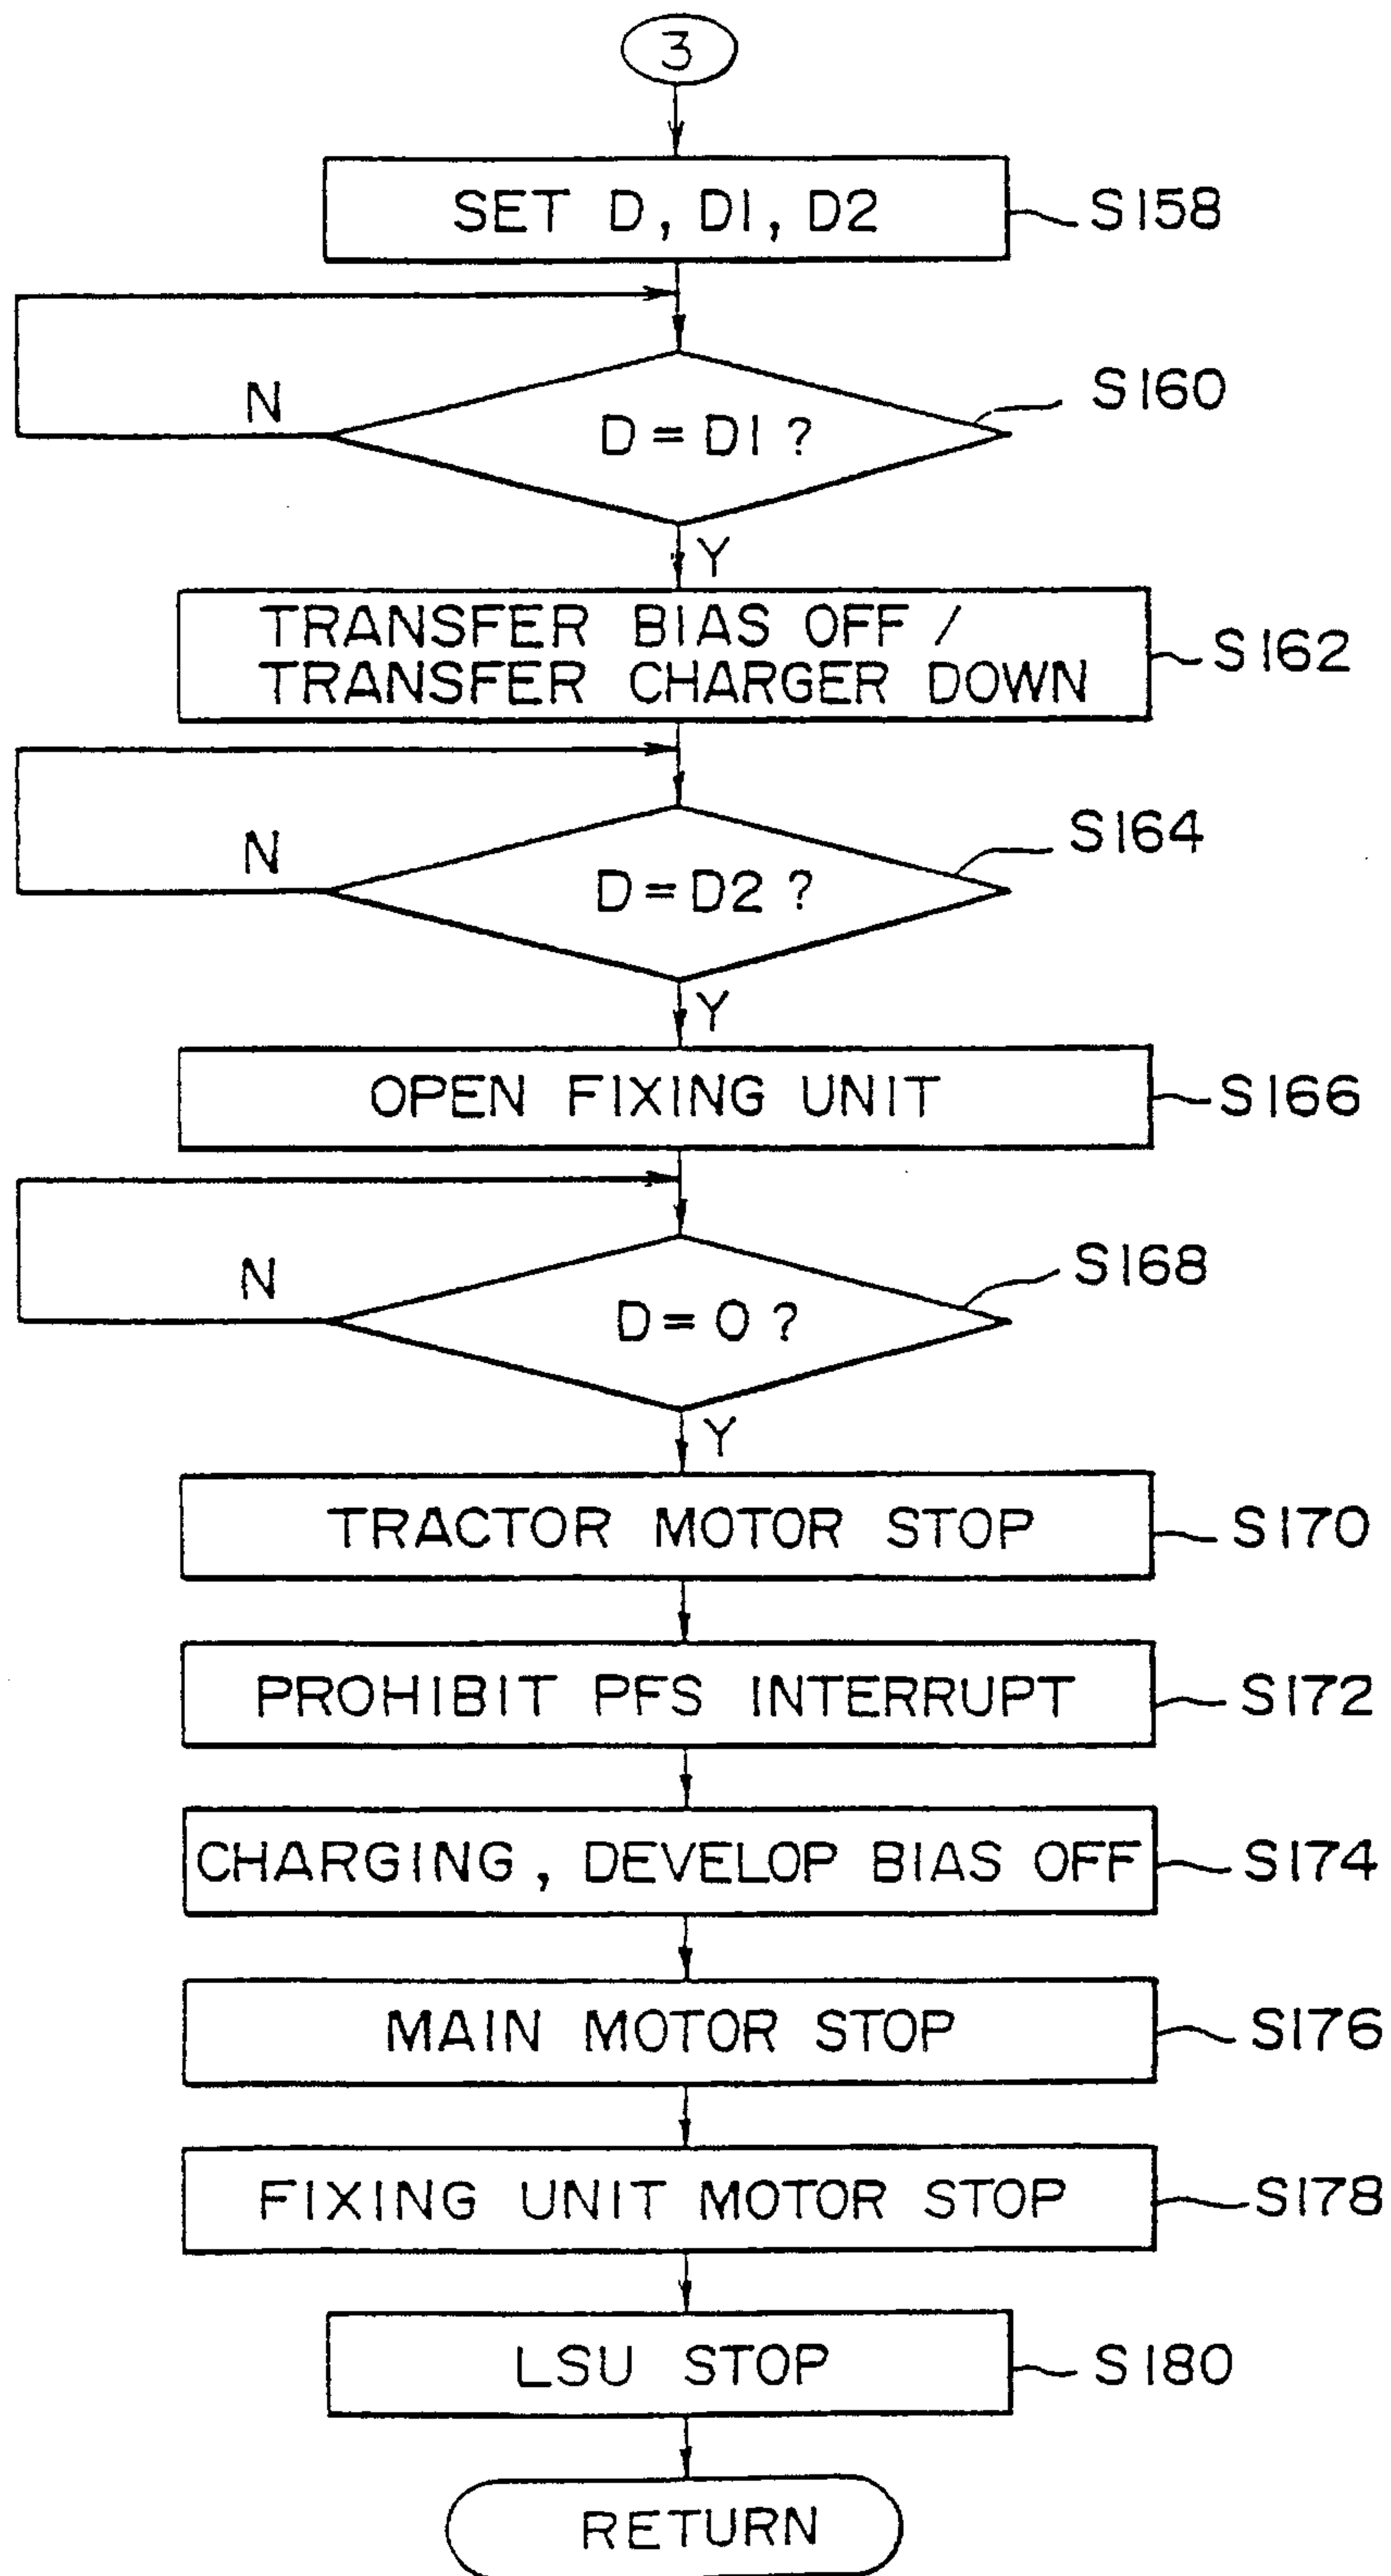 3
SET D, D1, D2
S158
N
D=D1?
S160
Y
TRANSFER BIAS OFF /
TRANSFER CHARGER DOWN
S162
N
D=D2?
S164
Y
OPEN FIXING UNIT
S166
N
D=0?
S168
Y
TRACTOR MOTOR STOP
S170
PROHIBIT PFS INTERRUPT
S172
CHARGING, DEVELOP BIAS OFF
S174
MAIN MOTOR STOP
S176
FIXING UNIT MOTOR STOP
S178
LSU STOP
S180
RETURN